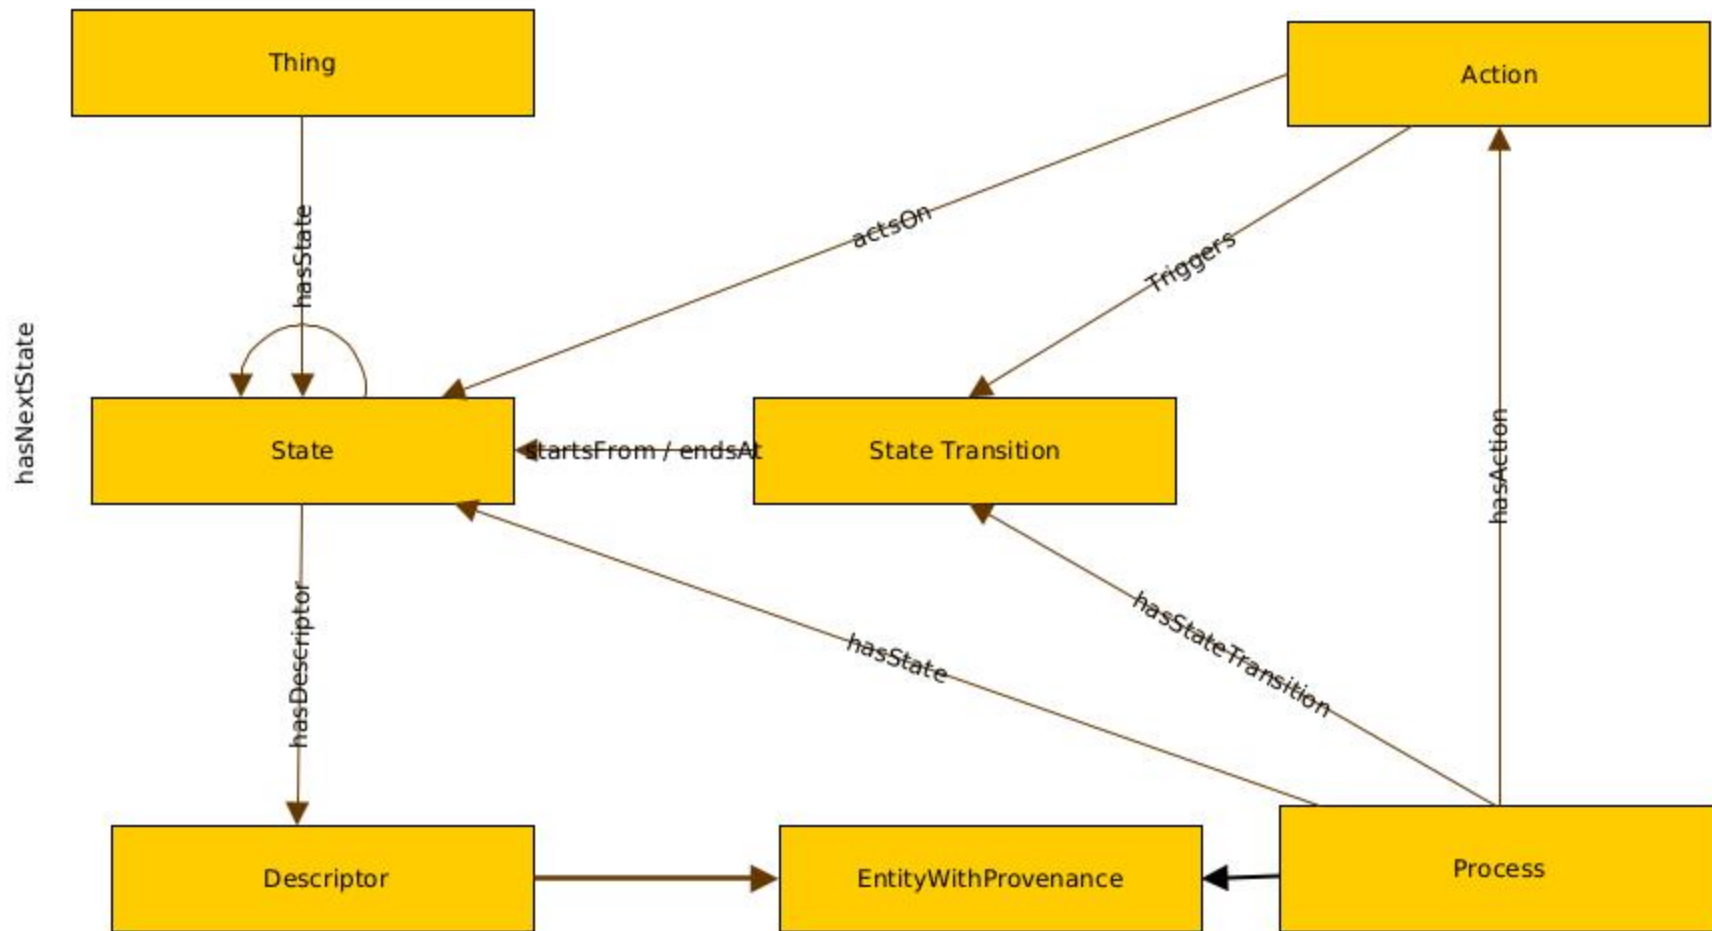 Thing
Action
hasState
actsOn
Triggers
hasNextState
State
startsFrom / endsAt
State Transition
hasAction
hasDescriptor
hasState
hasStateTransition
Descriptor
EntityWithProvenance
Process